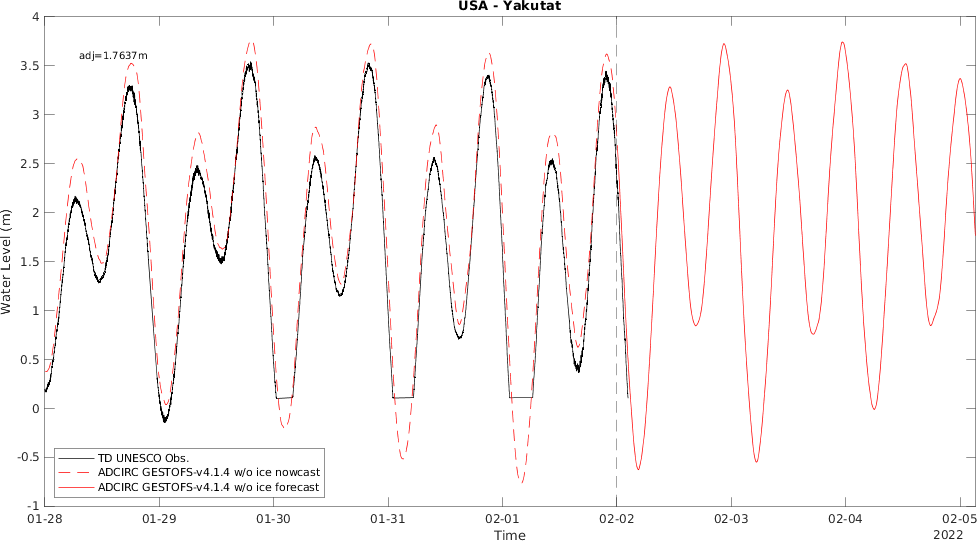 USA - Yakutat
adj=1.7637m
Water Level (m)
4
3.5
3
2.5
2
1.5
1
0.5
0
-0.5
-1
TD UNESCO Obs.
ADCIRC GESTOFS-v4.1.4 w/o ice nowcast
ADCIRC GESTOFS-v4.1.4 w/o ice forecast
01-28 01-29 01-30 01-31 02-01 02-02 02-03 02-04 02-05
Time
2022